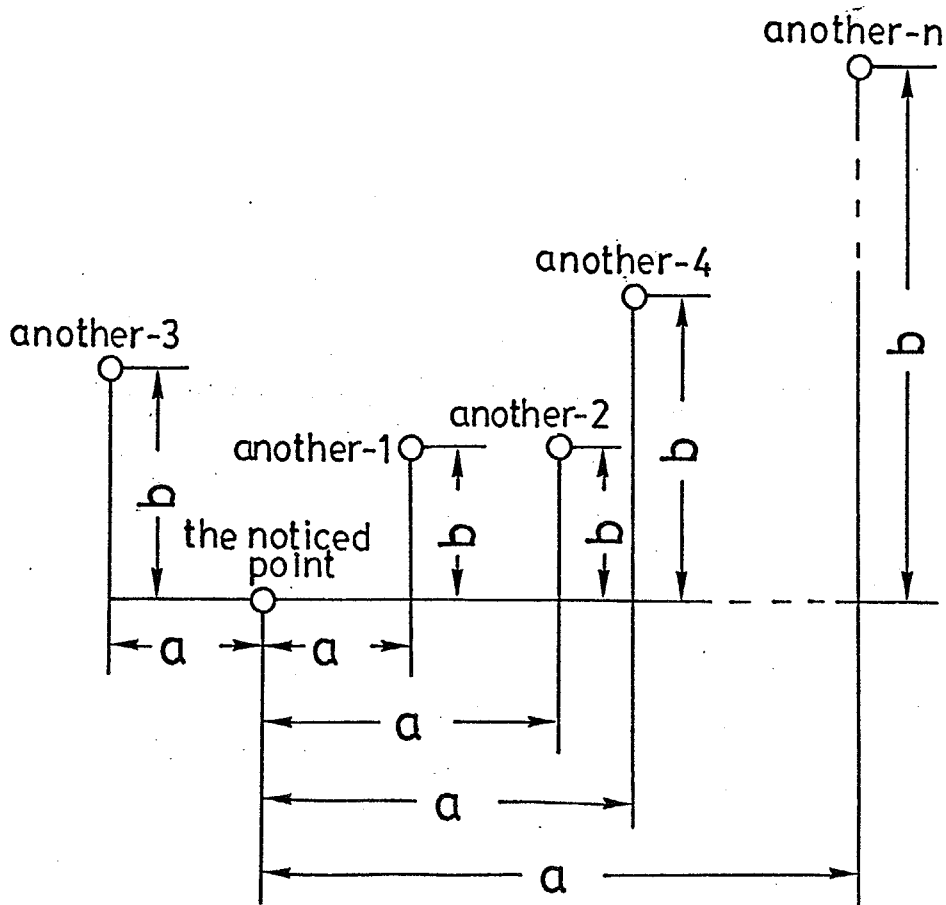 another-n
another-4
another-3
another-2
another-1
b
b
b
b
b
the noticed
point
a
a
a
a
a